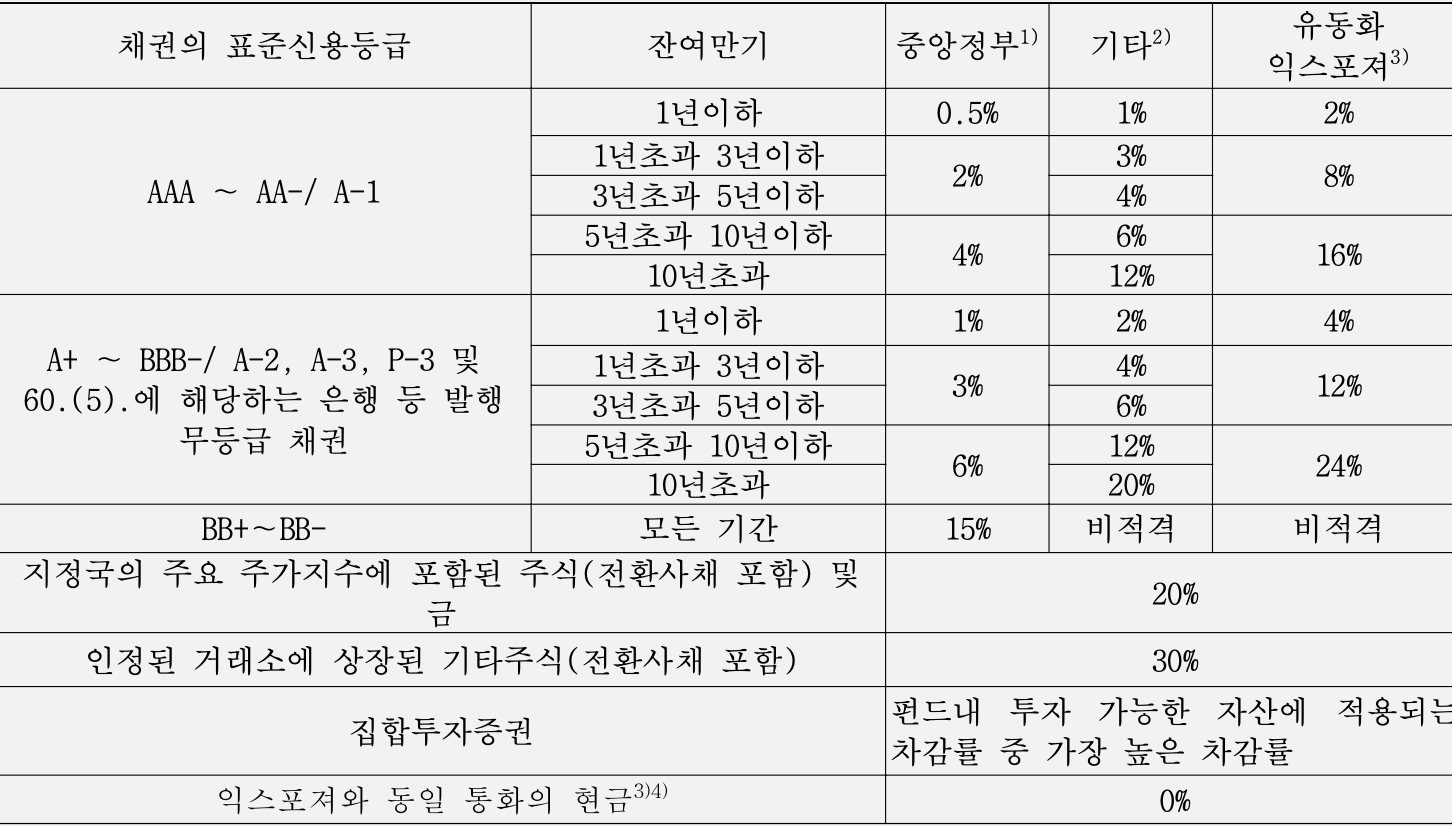 채권의 표준신용등급 잔여만기 중앙정부1) 기타2) 유동화
익스포져3)
AAA ~ AA-/ A-1
1년이하 0.5% 1% 2%
1년초과 3년이하 2% 3% 8%
3년초과 5년이하 4%
5년초과 10년이하 4% 6% 16%
10년초과 12%
A+ ~ BBB-/ A-2, A-3, P-3 및
60.(5).에 해당하는 은행 등 발행
무등급 채권
1년이하 1% 2% 4%
1년초과 3년이하 3% 4% 12%
3년초과 5년이하 6%
5년초과 10년이하 6% 12% 24%
10년초과 20%
BB+~BB- 모든 기간 15% 비적격 비적격
지정국의 주요 주가지수에 포함된 주식(전환사채 포함) 및
금
20%
인정된 거래소에 상장된 기타주식(전환사채 포함) 30%
집합투자증권
펀드내 투자 가능한 자산에 적용되는
차감률 중 가장 높은 차감률
익스포져와 동일 통화의 현금3)4) 0%